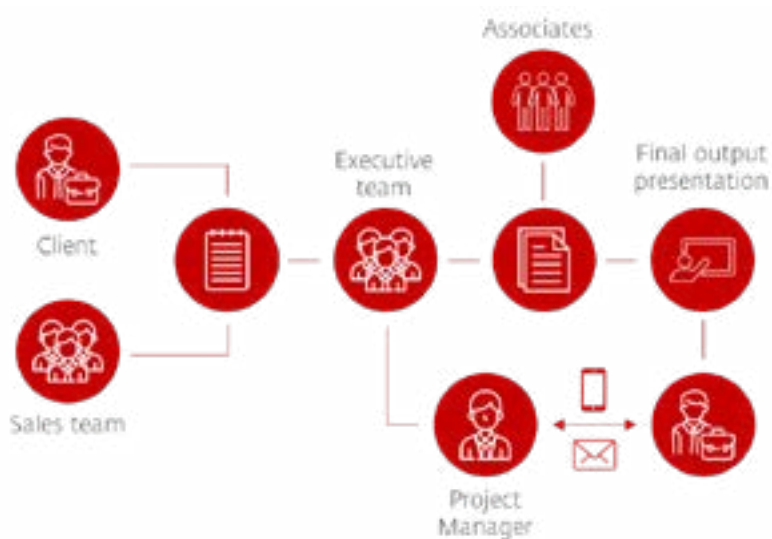 Associates
Executive
team
Final output
presentation
Client
Sales team
Project
Manager